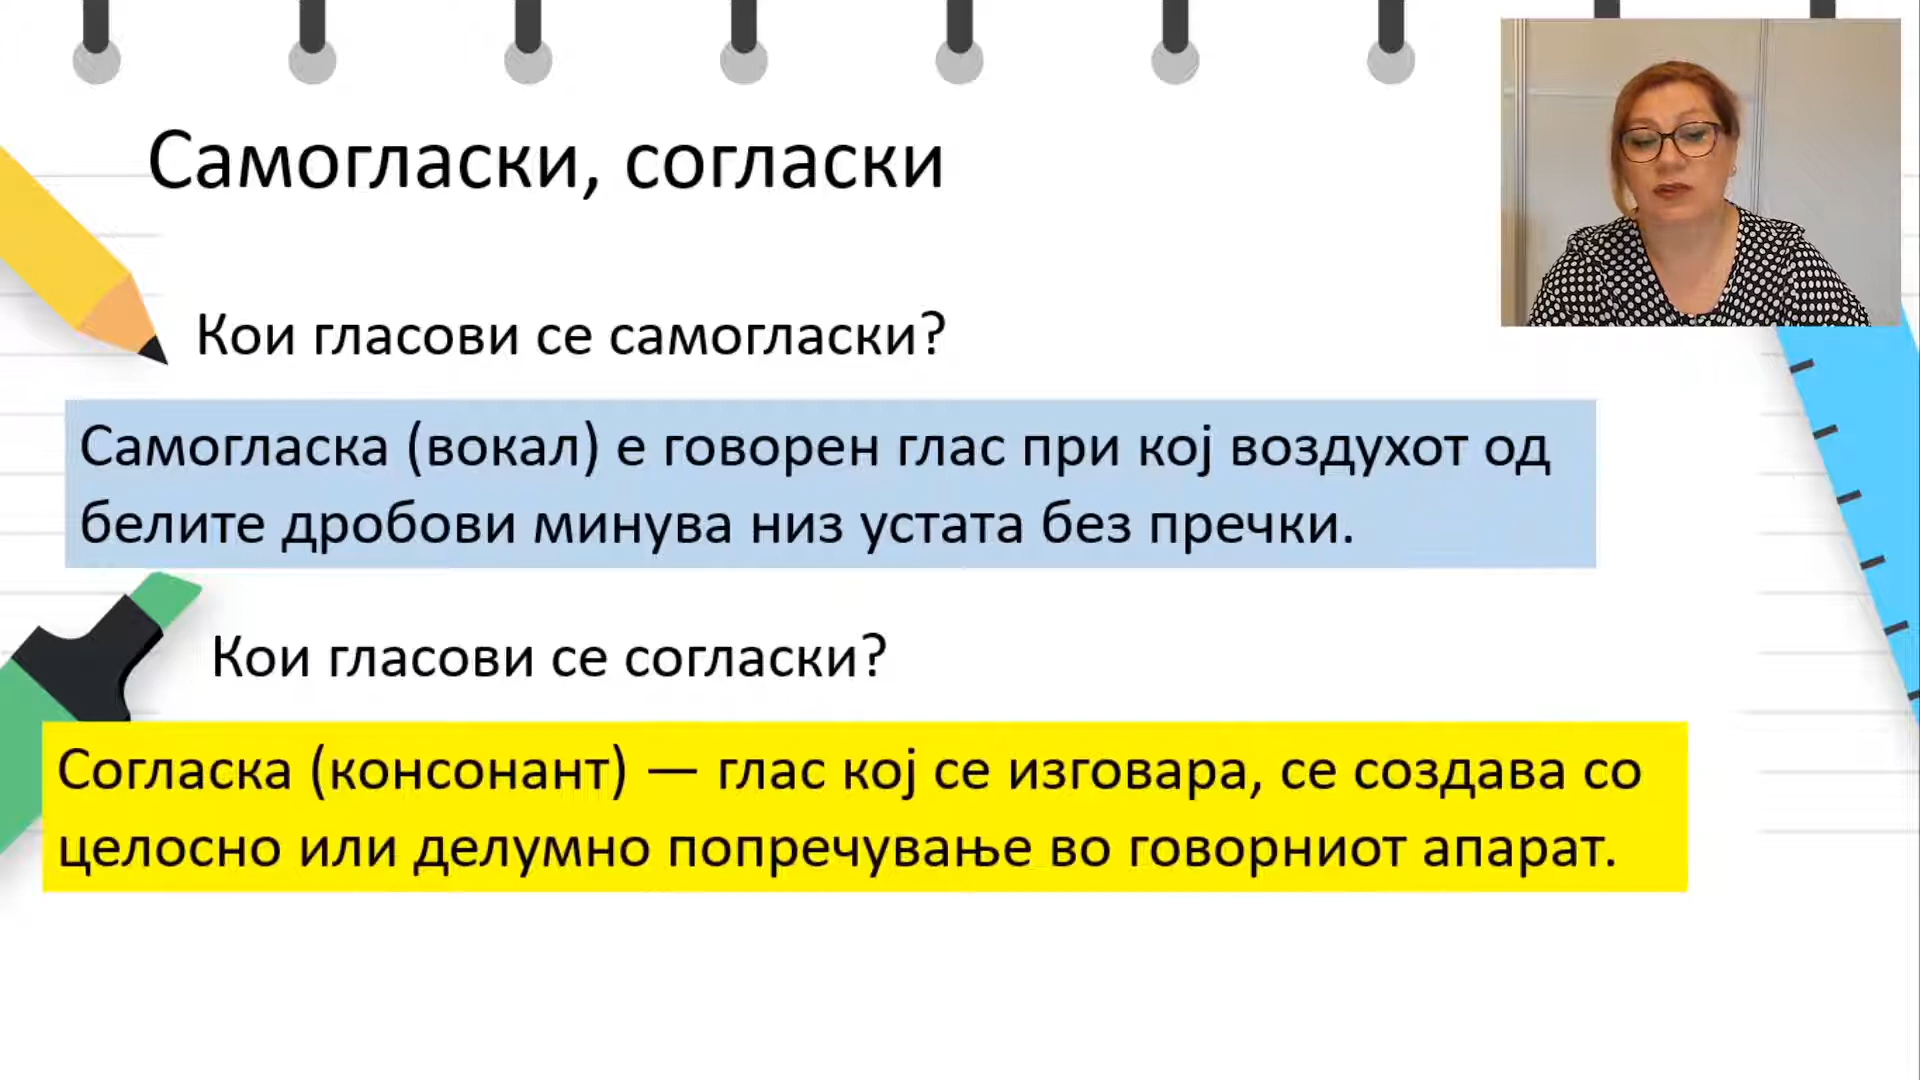 Самогласки, согласки
Кои гласови се самогласки?
Самогласка (вокал) е говорен глас при кој воздухот од
белите дробови минува низ устата без пречки.
Кои гласови се согласки?
Согласка (консонант) — глас кој се изговара, се создава со
целосно или делумно попречување во говорниот апарат.